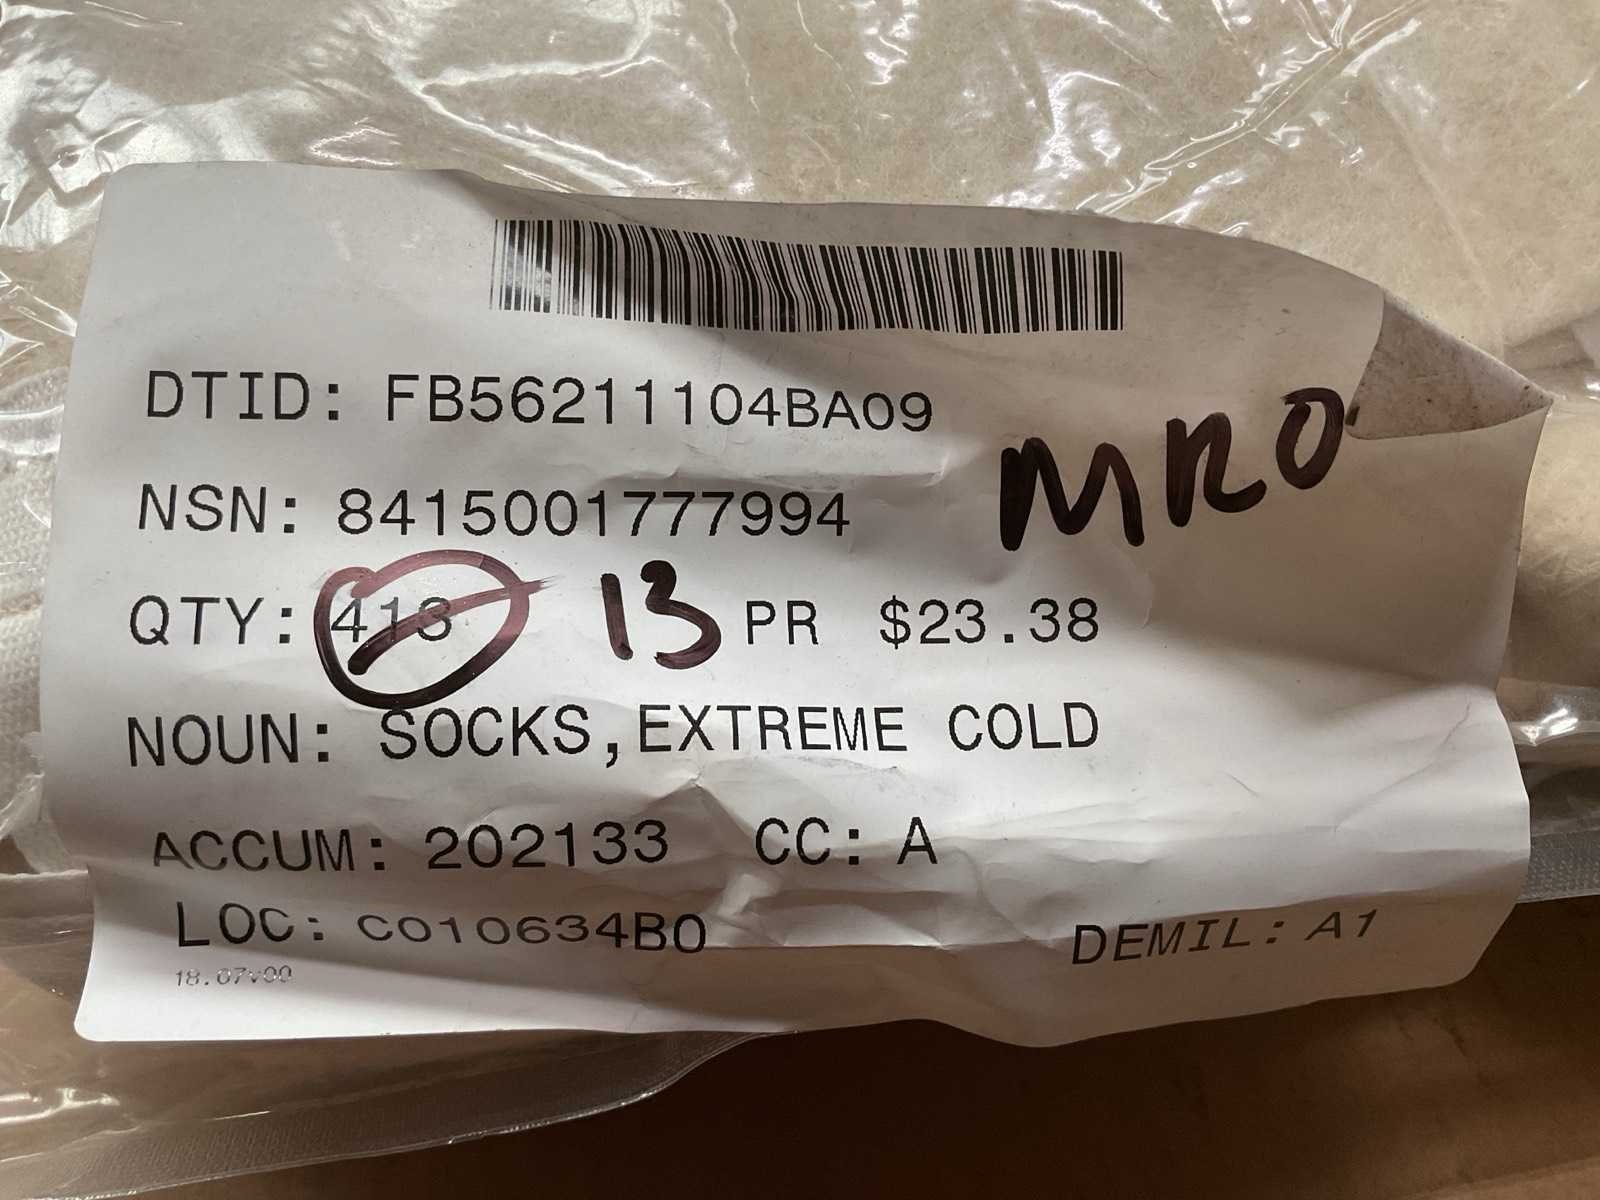 DTID: FB56211104BA09
MRO
NSN: 8415001777994
QTY: 413 13 PR $23.38
NOUN: SOCKS,EXTREME COLD
ACCUM: 202133 CC: A
LOC: C010634B0 DEMIL: A1
18.07v00